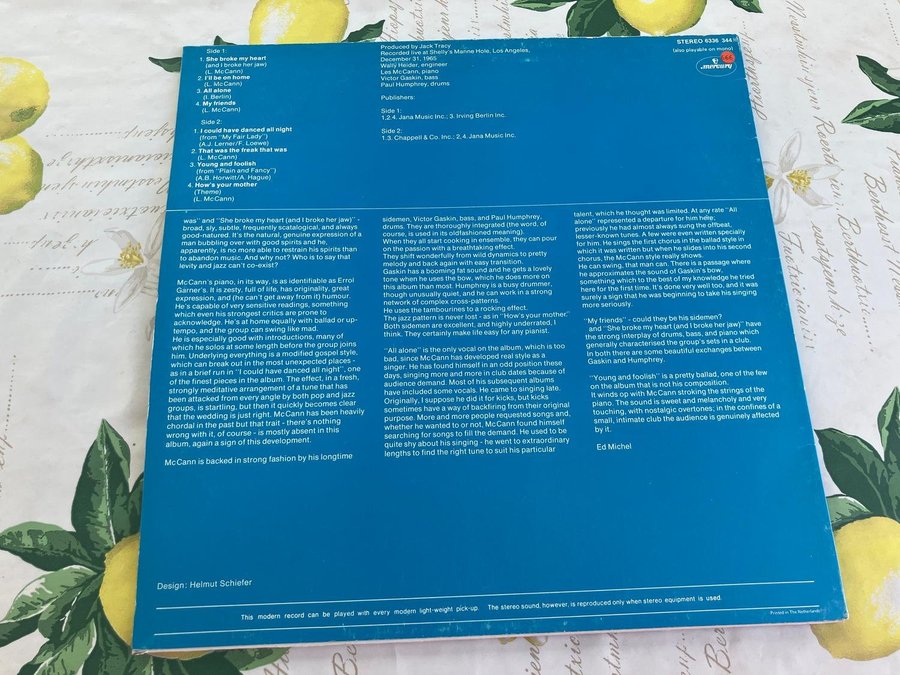 Side 1:
1. She broke my heart
(and I broke her jaw)
(L. McCann)
2. I'll be on home
(L. McCann)
3. All alone
(I. Berlin)
4. My friends
(L. McCann)
Side 2:
1. I could have danced all night
(from "My Fair Lady")
(A.J. Lerner/F. Loewe)
2. That was the freak that was
(L. McCann)
3. Young and foolish
(from "Plain and Fancy")
(A.B. Horwitt/A. Hague)
4. How's your mother
(Theme)
(L. McCann)
Produced by Jack Tracy
Recorded live at Shelly's Manne Hole, Los Angeles,
December 31, 1965
Wally Heider, engineer
Les McCann, piano
Victor Gaskin, bass
Paul Humphrey, drums
Publishers:
Side 1:
1,2,4. Jana Music Inc.; 3. Irving Berlin Inc.
Side 2:
1.3. Chappell & Co. Inc.; 2,4. Jana Music Inc.
STEREO 6336 344
(also playable on mono)
mercury
was" and "She broke my heart (and I broke her jaw)" -
broad, sly, subtle, frequently scatalogical, and always
good-natured. It's the natural, genuine expression of a
man bubbling over with good spirits and he,
apparently, is no more able to restrain his spirits than
to abandon music. And why not? Who is to say that
levity and jazz can't co-exist?
McCann's piano, in its way, is as identifiable as Errol
Garner's. It is zesty, full of life, has originality, great
expression, and (he can't get away from it) humour.
He's capable of very sensitive readings, something
which even his strongest critics are prone to
acknowledge. He's at home equally with ballad or up-
tempo, and the group can swing like mad.
He is especially good with introductions, many of
which he solos at some length before the group joins
him. Underlying everything is a modified gospel style,
which can break out in the most unexpected places -
as in a brief run in "I could have danced all night", one
of the finest pieces in the album. The effect, in a fresh,
strongly meditative arrangement of a tune that has
been attacked from every angle by both pop and jazz
groups, is startling, but then it quickly becomes clear
that the wedding is just right. McCann has been heavily
chordal in the past but that trait - there's nothing
wrong with it, of course - is mostly absent in this
album, again a sign of this development.
McCann is backed in strong fashion by his longtime
sidemen, Victor Gaskin, bass, and Paul Humphrey,
drums. They are thoroughly integrated (the word, of
course, is used in its oldfashioned meaning).
When they all start cooking in ensemble, they can pour
on the passion with a breathtaking effect.
They shift wonderfully from wild dynamics to pretty
melody and back again with easy transition.
Gaskin has a booming fat sound and he gets a lovely
tone when he uses the bow, which he does more on
this album than most. Humphrey is a busy drummer,
though unusually quiet, and he can work in a strong
network of complex cross-patterns.
He uses the tambourines to a rocking effect.
The jazz pattern is never lost - as in "How's your mother."
Both sidemen are excellent, and highly underrated, I
think. They certainly make life easy for any pianist.
"All alone" is the only vocal on the album, which is too
bad, since McCann has developed real style as a
singer. He has found himself in an odd position these
days, singing more and more in club dates because of
audience demand. Most of his subsequent albums
have included some vocals. He came to singing late.
Originally, I suppose he did it for kicks, but kicks
sometimes have a way of backfiring from their original
purpose. More and more people requested songs and,
whether he wanted to or not, McCann found himself
searching for songs to fill the demand. He used to be
quite shy about his singing - he went to extraordinary
lengths to find the right tune to suit his particular
talent, which he thought was limited. At any rate "All
alone" represented a departure for him here;
previously he had almost always sung the offbeat,
lesser-known tunes. A few were even written specially
for him. He sings the first chorus in the ballad style in
which it was written but when he slides into his second
chorus, the McCann style really shows.
He can swing, that man can. There is a passage where
he approximates the sound of Gaskin's bow,
something which to the best of my knowledge he tried
here for the first time. It's done very well too, and it was
surely a sign that he was beginning to take his singing
more seriously.
"My friends" - could they be his sidemen?
and "She broke my heart (and I broke her jaw)" have
the strong interplay of drums, bass, and piano which
generally characterised the group's sets in a club.
In both there are some beautiful exchanges between
Gaskin and Humphrey.
"Young and foolish" is a pretty ballad, one of the few
on the album that is not his composition.
It winds up with McCann stroking the strings of the
piano. The sound is sweet and melancholy and very
touching, with nostalgic overtones; in the confines of a
small, intimate club the audience is genuinely affected
by it.
Ed Michel
Design: Helmut Schiefer
This modern record can be played with every modern light-weight pick-up. The stereo sound, however, is reproduced only when stereo equipment is used.
Printed in The Netherlands